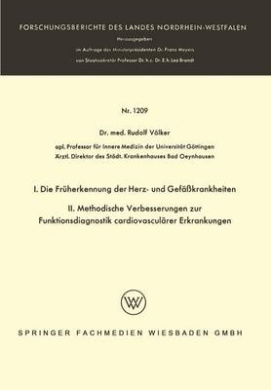 FORSCHUNGSBERICHTE DES LANDES NORDRHEIN-WESTFALEN
Herausgegeben
im Auftrage des Ministerpräsidenten Dr. Franz Meyers
von Staatssekretär Professor Dr. h. c. Dr. E. h. Leo Brandt
Nr. 1209
Dr. med. Rudolf Völker
apl. Professor für Innere Medizin der Universität Göttingen
Ärztl. Direktor des Städt. Krankenhauses Bad Oeynhausen
I. Die Früherkennung der Herz- und Gefäßkrankheiten
II. Methodische Verbesserungen zur
Funktionsdiagnostik cardiovasculärer Erkrankungen
SPRINGER FACHMEDIEN WIESBADEN GMBH